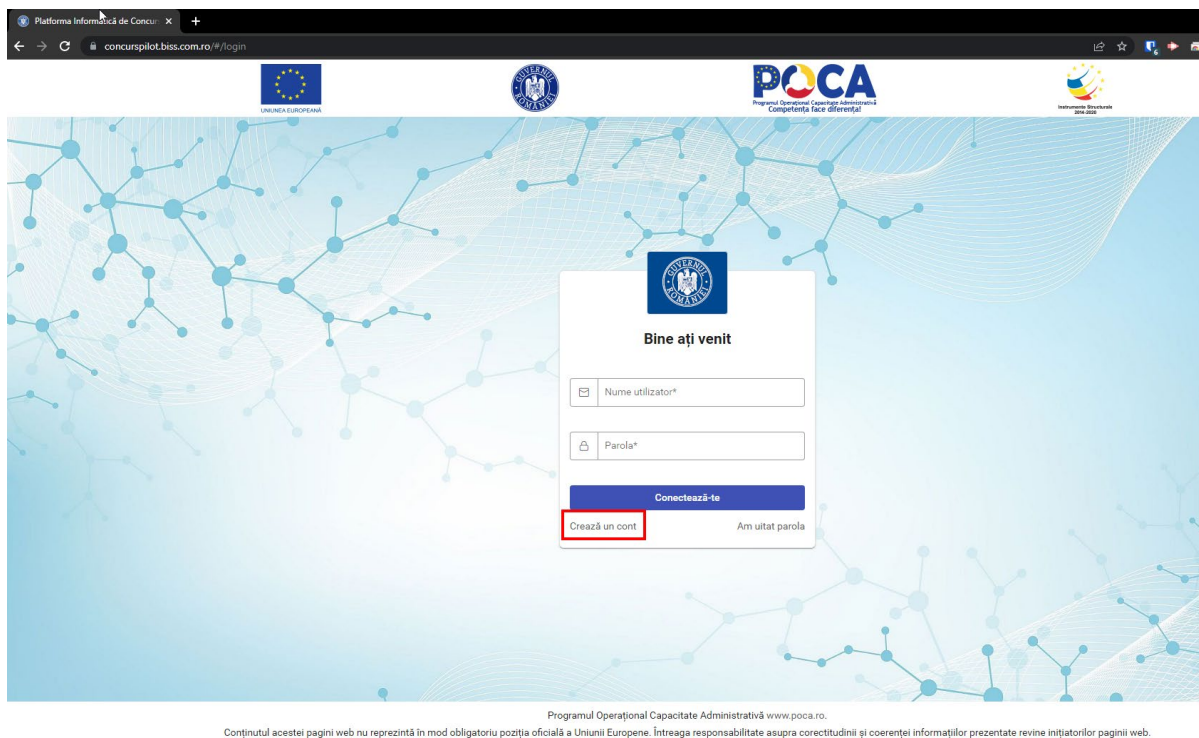 Platforma Informatică de Concur
concurspilot.biss.com.ro/#/login
UNIUNEA EUROPEANĂ
GUVERNUL ROMÂNIEI
POCA
Programul Operațional Capacitate Administrativă
Competența face diferența!
Instrumente Structurale
2014-2020
GUVERNUL ROMÂNIEI
Bine ați venit
Nume utilizator*
Parola*
Conectează-te
Crează un cont
Am uitat parola
Programul Operațional Capacitate Administrativă www.poca.ro.
Conținutul acestei pagini web nu reprezintă în mod obligatoriu poziția oficială a Uniunii Europene. Întreaga responsabilitate asupra corectitudinii și coerenței informațiilor prezentate revine inițiatorilor paginii web.